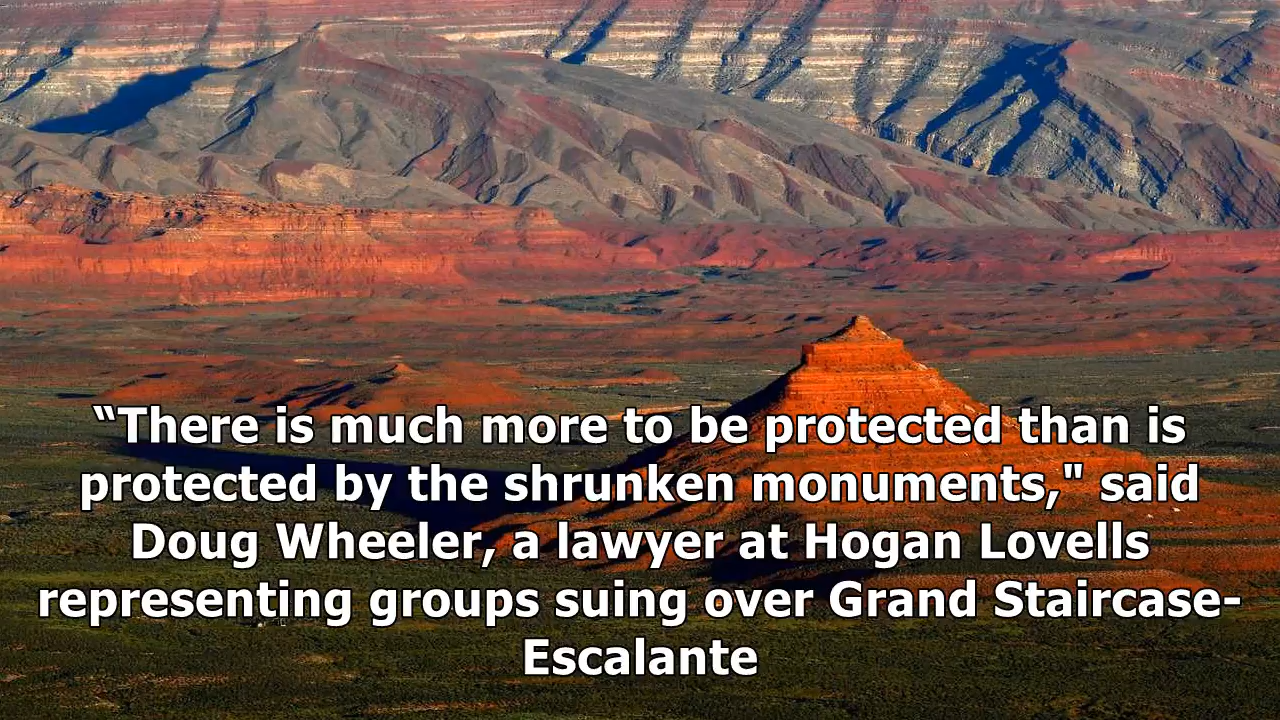 “There is much more to be protected than is
protected by the shrunken monuments," said
Doug Wheeler, a lawyer at Hogan Lovells
representing groups suing over Grand Staircase-
Escalante